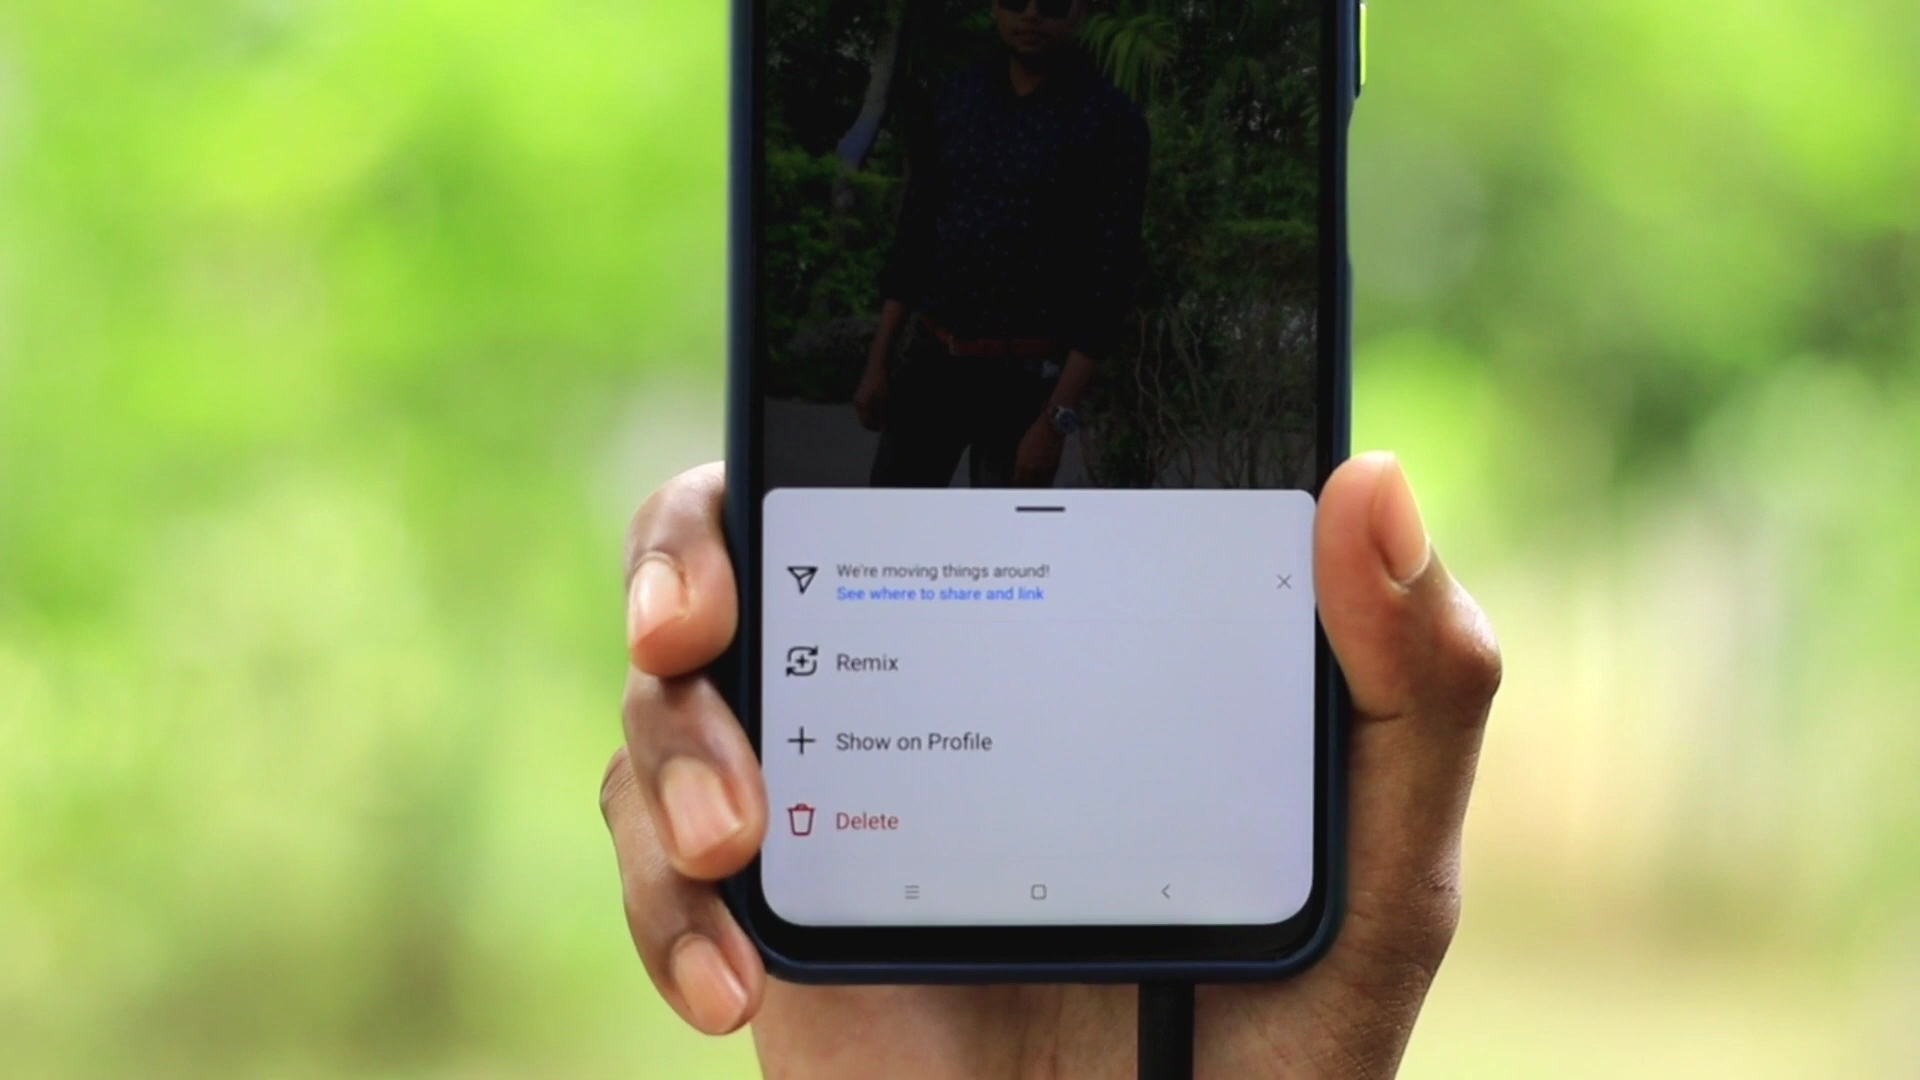 We're moving things around!
See where to share and link
Remix
Show on Profile
Delete